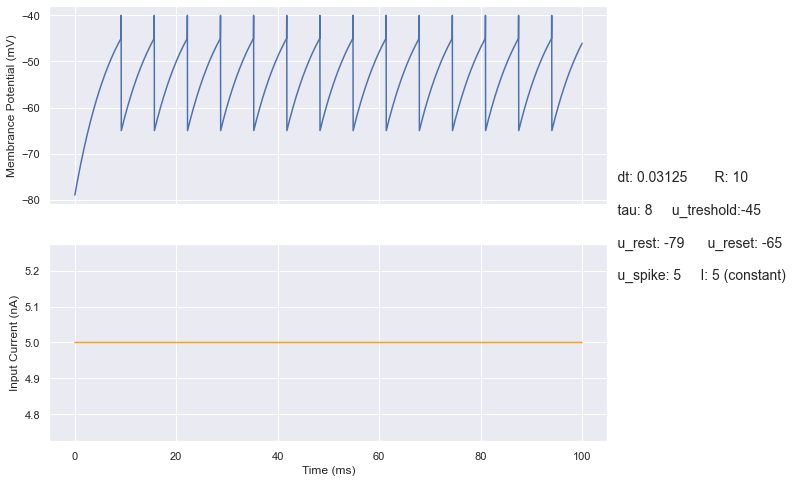 Membrance Potential (mV)
−40
−50
−60
−70
−80
Input Current (nA)
5.2
5.1
5.0
4.9
4.8
0 20 40 60 80 100
Time (ms)
dt: 0.03125 R: 10
tau: 8 u_treshold:-45
u_rest: -79 u_reset: -65
u_spike: 5 I: 5 (constant)